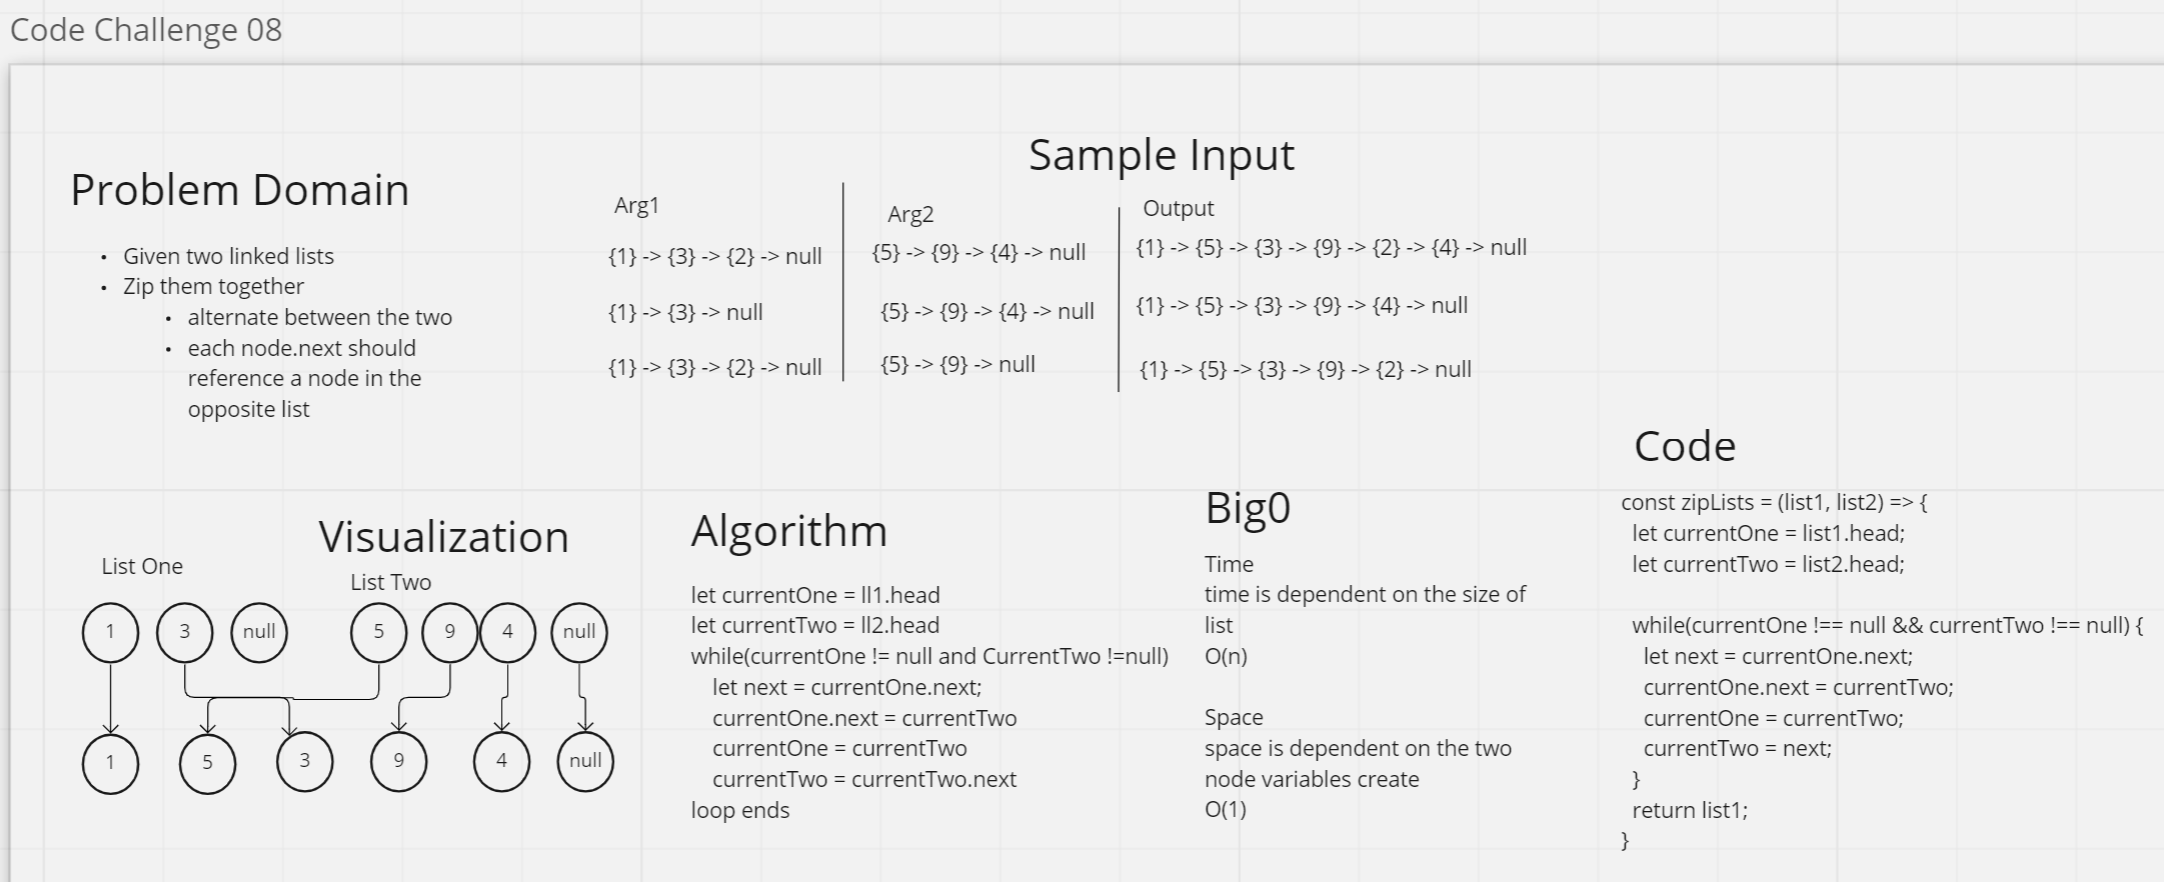 Code Challenge 08
Problem Domain
• Given two linked lists
• Zip them together
• alternate between the two
• each node.next should
reference a node in the
opposite list
Sample Input
Arg1
{1} -> {3} -> {2} -> null
{1} -> {3} -> null
{1} -> {3} -> {2} -> null
Arg2
{5} -> {9} -> {4} -> null
{5} -> {9} -> {4} -> null
{5} -> {9} -> null
Output
{1} -> {5} -> {3} -> {9} -> {2} -> {4} -> null
{1} -> {5} -> {3} -> {9} -> {4} -> null
{1} -> {5} -> {3} -> {9} -> {2} -> null
Visualization
List One
List Two
1 3 null 5 9 4 null
1 5 3 9 4 null
Algorithm
let currentOne = ll1.head
let currentTwo = ll2.head
while(currentOne != null and CurrentTwo !=null)
let next = currentOne.next;
currentOne.next = currentTwo
currentOne = currentTwo
currentTwo = currentTwo.next
loop ends
Big0
Time
time is dependent on the size of
list
O(n)
Space
space is dependent on the two
node variables create
O(1)
Code
const zipLists = (list1, list2) => {
let currentOne = list1.head;
let currentTwo = list2.head;
while(currentOne !== null && currentTwo !== null) {
let next = currentOne.next;
currentOne.next = currentTwo;
currentOne = currentTwo;
currentTwo = next;
}
return list1;
}